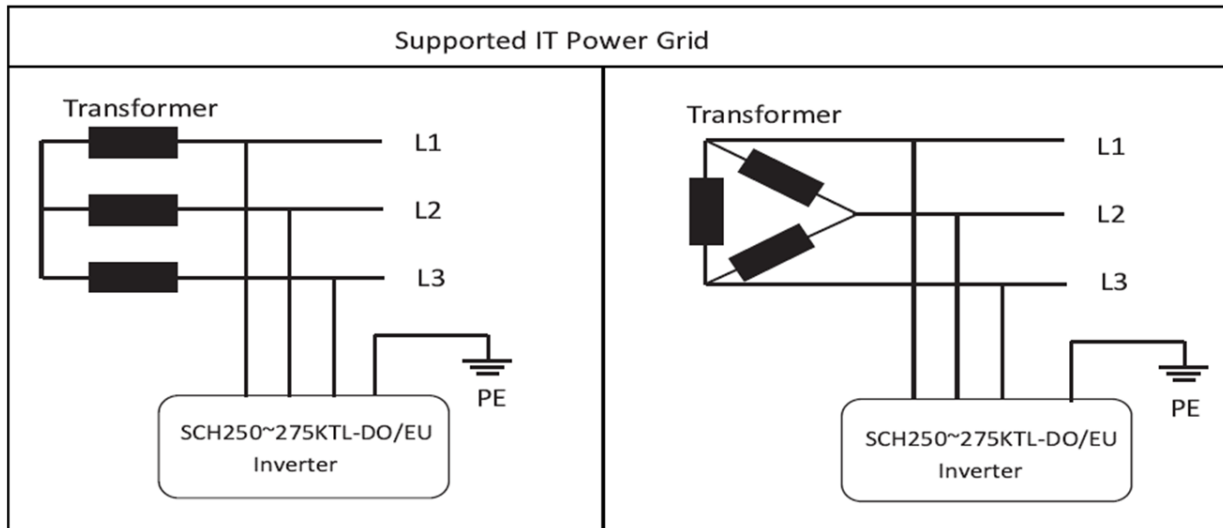 Supported IT Power Grid
Transformer
L1
L2
L3
PE
SCH250~275KTL-DO/EU
Inverter
Transformer
L1
L2
L3
PE
SCH250~275KTL-DO/EU
Inverter